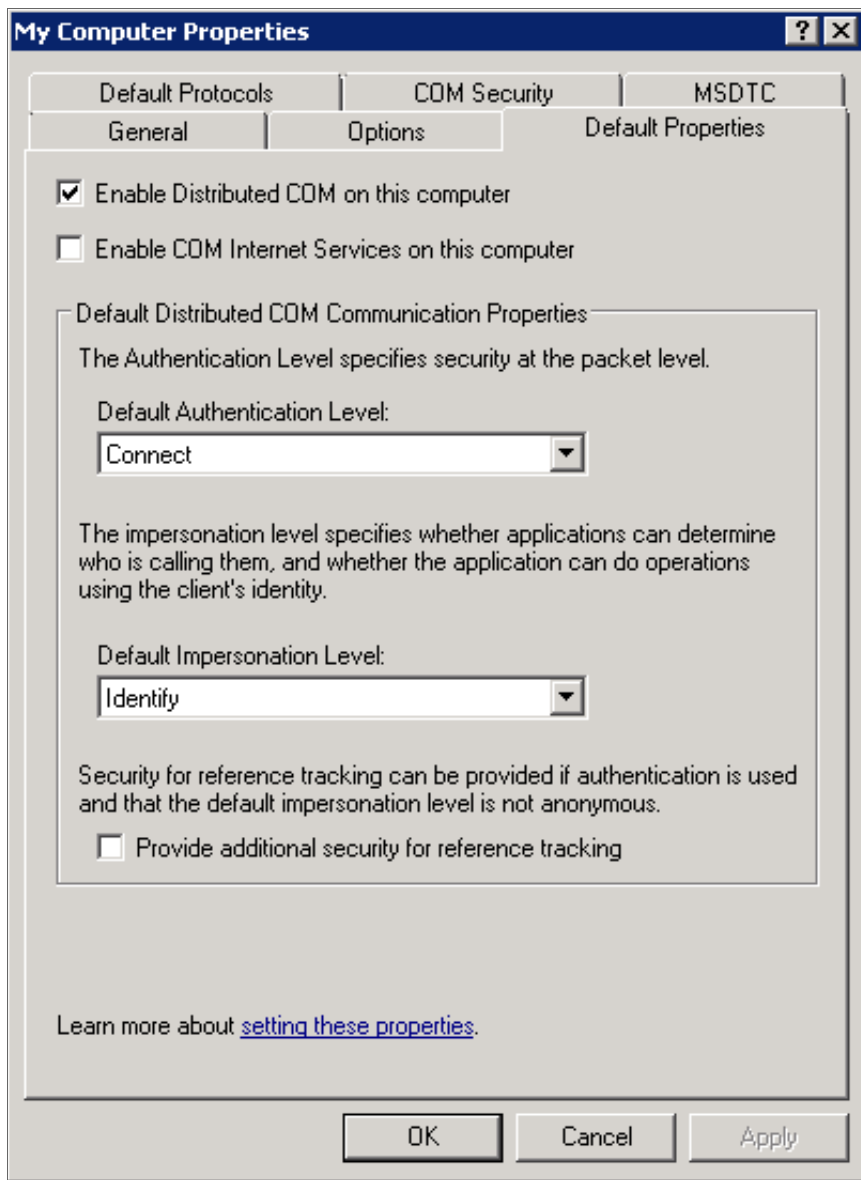 My Computer Properties
Default Protocols COM Security MSDTC
General Options Default Properties
Enable Distributed COM on this computer
Enable COM Internet Services on this computer
Default Distributed COM Communication Properties
The Authentication Level specifies security at the packet level.
Default Authentication Level:
Connect
The impersonation level specifies whether applications can determine
who is calling them, and whether the application can do operations
using the client's identity.
Default Impersonation Level:
Identify
Security for reference tracking can be provided if authentication is used
and that the default impersonation level is not anonymous.
Provide additional security for reference tracking
Learn more about setting these properties.
OK Cancel Apply